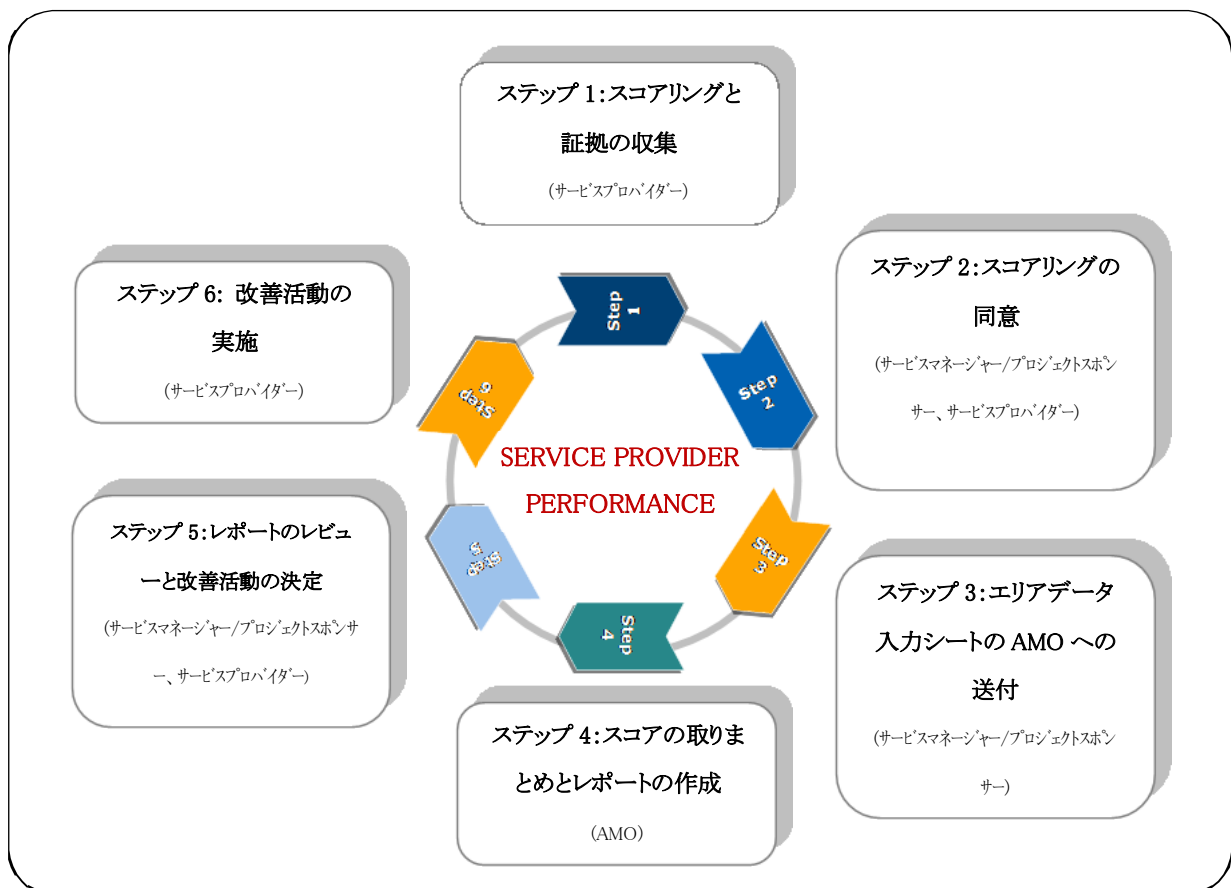 ステップ 1：スコアリングと
証拠の収集
(サービスプロバイダー)
ステップ 2：スコアリングの
同意
(サービスマネージャー/プロジェクトスポン
サー、サービスプロバイダー)
ステップ 3：エリアデータ
入力シートの AMO への
送付
(サービスマネージャー/プロジェクトスポン
サー)
ステップ 4：スコアの取りま
とめとレポートの作成
(AMO)
ステップ 5：レポートのレビュ
ーと改善活動の決定
(サービスマネージャー/プロジェクトスポンサ
ー、サービスプロバイダー)
ステップ 6： 改善活動の
実施
(サービスプロバイダー)
Step
1
Step
2
Step
3
Step
4
Step
5
Step
6
SERVICE PROVIDER
PERFORMANCE